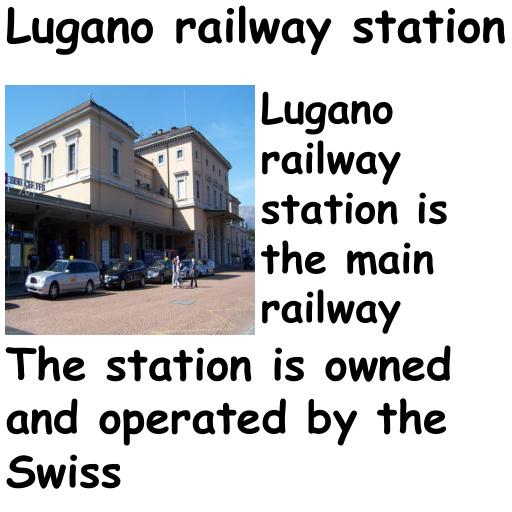 Lugano railway station
Lugano
railway
station is
the main
railway
The station is owned
and operated by the
Swiss